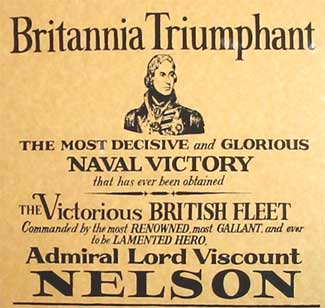 Britannia Triumphant
THE MOST DECISIVE and GLORIOUS
NAVAL VICTORY
that has ever been obtained
THE Victorious BRITISH FLEET
Commanded by the most RENOWNED, most GALLANT, and ever
to be LAMENTED HERO,
Admiral Lord Viscount
NELSON